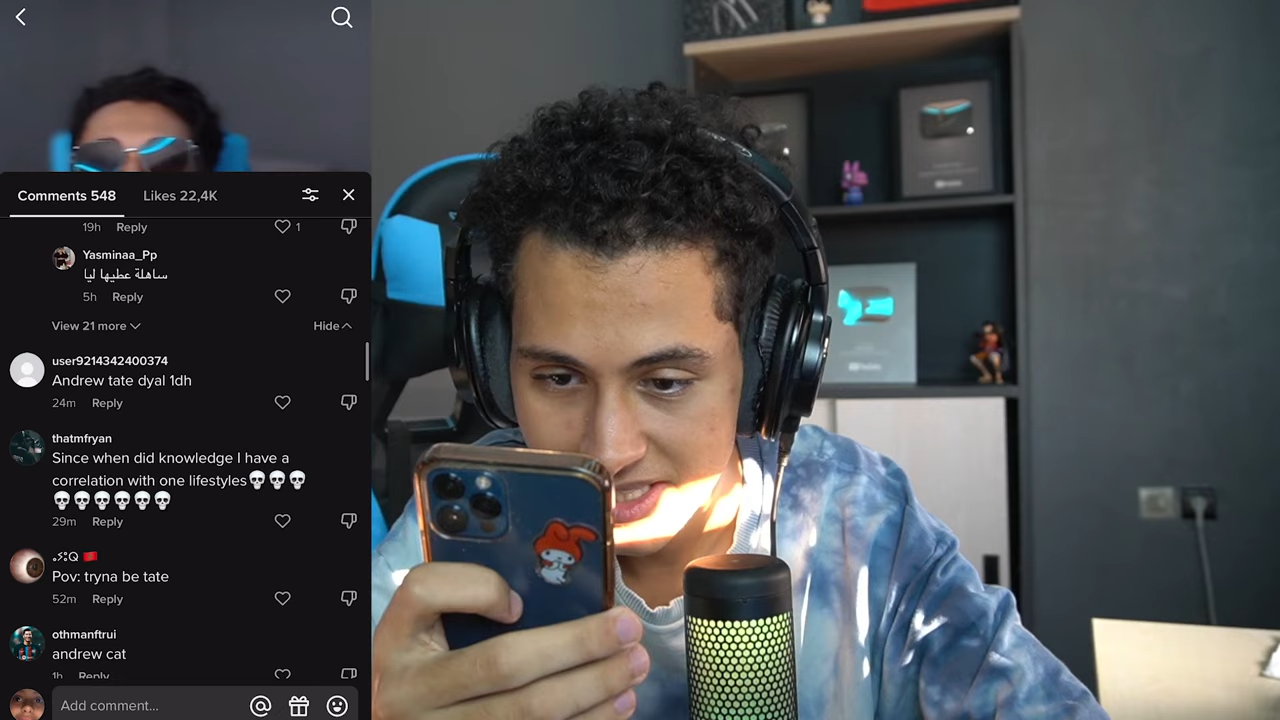 Comments 548
Likes 22,4K
19h Reply
1
Yasminaa_Pp
ساهلة عطيها ليا
5h Reply
View 21 more
Hide
user9214342400374
Andrew tate dyal 1dh
24m Reply
thatmfryan
Since when did knowledge I have a
correlation with one lifestyles💀💀💀
💀💀💀💀💀💀
29m Reply
Q 🇲🇦
Pov: tryna be tate
52m Reply
othmanftrui
andrew cat
1h Reply
Add comment...